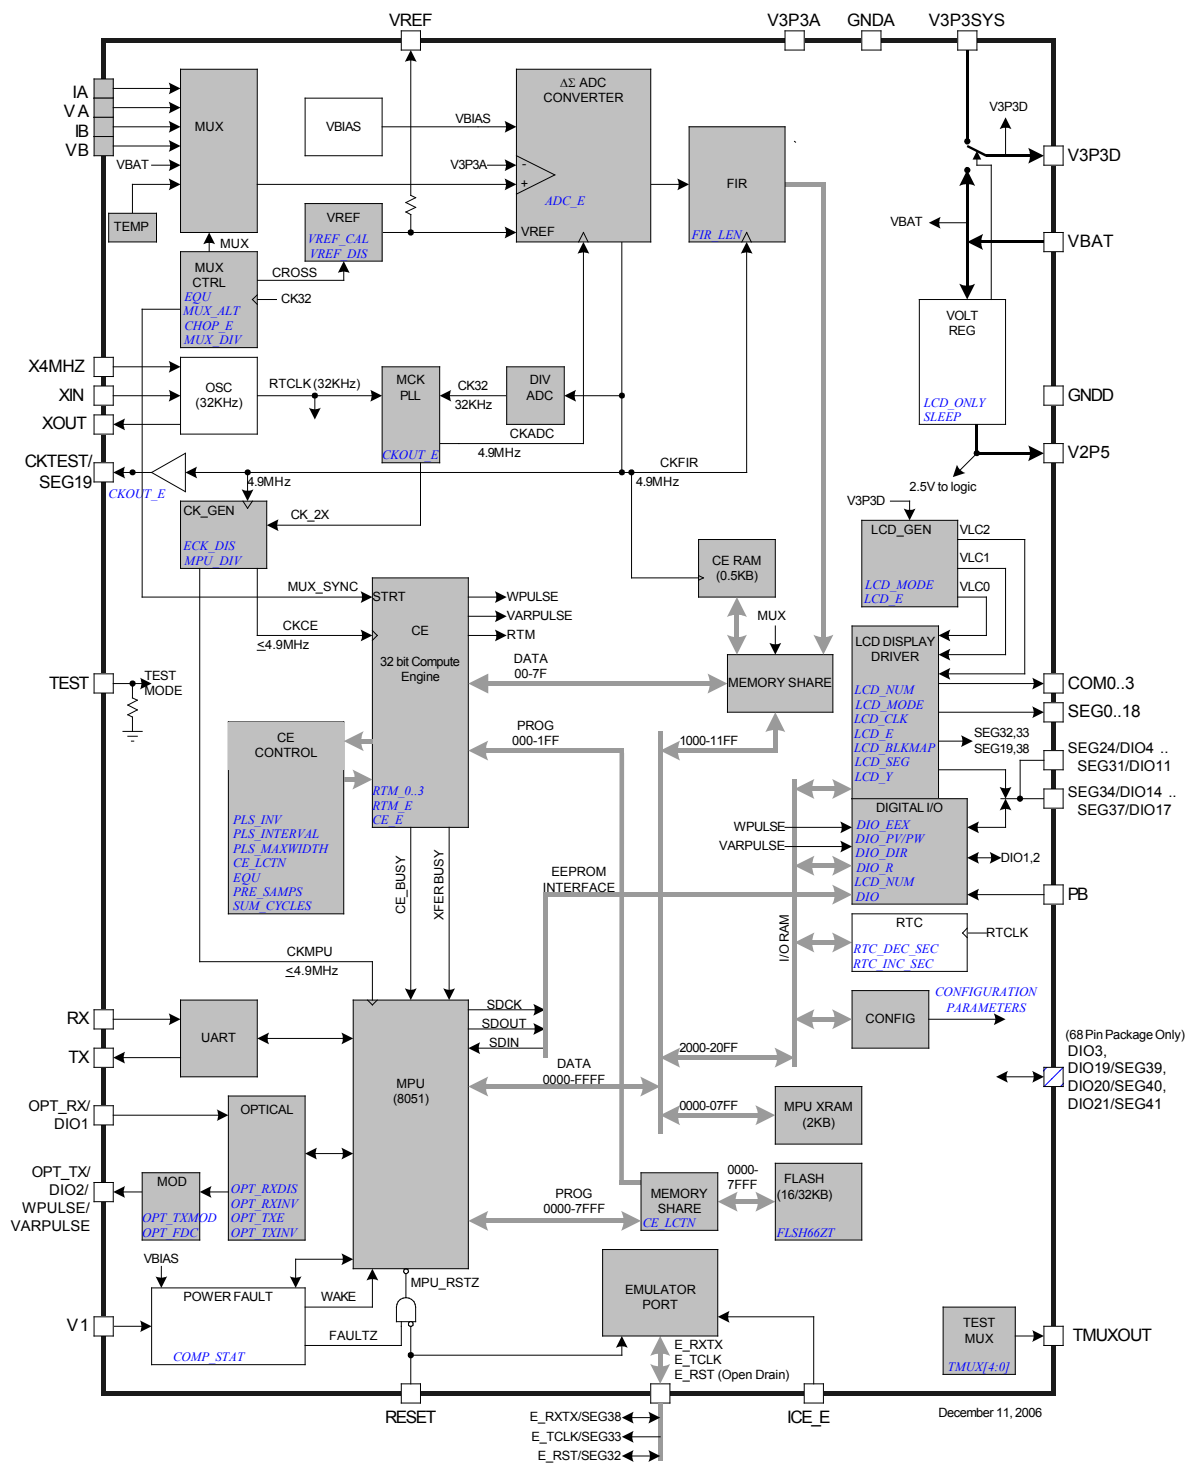 VREF
V3P3A
GNDA
V3P3SYS
IA
VA
IB
VB
VBAT
TEMP
MUX
VBIAS
VBIAS
V3P3A
ΔΣ ADC
CONVERTER
-
+
ADC_E
VREF
FIR
FIR_LEN
V3P3D
V3P3D
VBAT
VBAT
VREF
VREF_CAL
VREF_DIS
MUX
MUX
CTRL
EQU
MUX_ALT
CHOP_E
MUX_DIV
CROSS
CK32
VOLT
REG
LCD_ONLY
SLEEP
X4MHZ
XIN
XOUT
OSC
(32KHz)
RTCLK (32KHz)
MCK
PLL
CKOUT_E
CK32
32KHz
DIV
ADC
CKADC
4.9MHz
GNDD
V2P5
2.5V to logic
CKTEST/
SEG19
CKOUT_E
4.9MHz
CKFIR
4.9MHz
CK_GEN
ECK_DIS
MPU_DIV
CK_2X
V3P3D
LCD_GEN
LCD_MODE
LCD_E
VLC2
VLC1
VLC0
MUX_SYNC
CKCE
≤4.9MHz
STRT
CE
32 bit Compute
Engine
RTM_0..3
RTM_E
CE_E
WPULSE
VARPULSE
RTM
CE RAM
(0.5KB)
MUX
MEMORY SHARE
DATA
00-7F
PROG
000-1FF
1000-11FF
LCD DISPLAY
DRIVER
LCD_NUM
LCD_MODE
LCD_CLK
LCD_E
LCD_BLKMAP
LCD_SEG
LCD_Y
COM0..3
SEG0..18
SEG32,33
SEG19,38
SEG24/DIO4 ..
SEG31/DIO11
SEG34/DIO14 ..
SEG37/DIO17
TEST
TEST
MODE
CE
CONTROL
PLS_INV
PLS_INTERVAL
PLS_MAXWIDTH
CE_LCTN
EQU
PRE_SAMPS
SUM_CYCLES
CE_BUSY
XFER BUSY
DIGITAL I/O
DIO_EEX
DIO_PV/PW
DIO_DIR
DIO_R
LCD_NUM
DIO
WPULSE
VARPULSE
DIO1,2
PB
EEPROM
INTERFACE
I/O RAM
RTC
RTC_DEC_SEC
RTC_INC_SEC
RTCLK
CONFIG
CONFIGURATION
PARAMETERS
CKMPU
≤4.9MHz
RX
TX
UART
MPU
(8051)
SDCK
SDOUT
SDIN
DATA
0000-FFFF
2000-20FF
0000-07FF
MPU XRAM
(2KB)
(68 Pin Package Only)
DIO3,
DIO19/SEG39,
DIO20/SEG40,
DIO21/SEG41
OPT_RX/
DIO1
OPTICAL
OPT_RXDIS
OPT_RXINV
OPT_TXE
OPT_TXINV
OPT_TX/
DIO2/
WPULSE/
VARPULSE
MOD
OPT_TXMOD
OPT_FDC
PROG
0000-7FFF
MEMORY
SHARE
CE_LCTN
0000-
7FFF
FLASH
(16/32KB)
FLSH66ZT
VBIAS
V1
POWER FAULT
COMP_STAT
WAKE
FAULTZ
MPU_RSTZ
EMULATOR
PORT
E_RXTX
E_TCLK
E_RST (Open Drain)
TEST
MUX
TMUX[4:0]
TMUXOUT
RESET
ICE_E
December 11, 2006
E_RXTX/SEG38
E_TCLK/SEG33
E_RST/SEG32